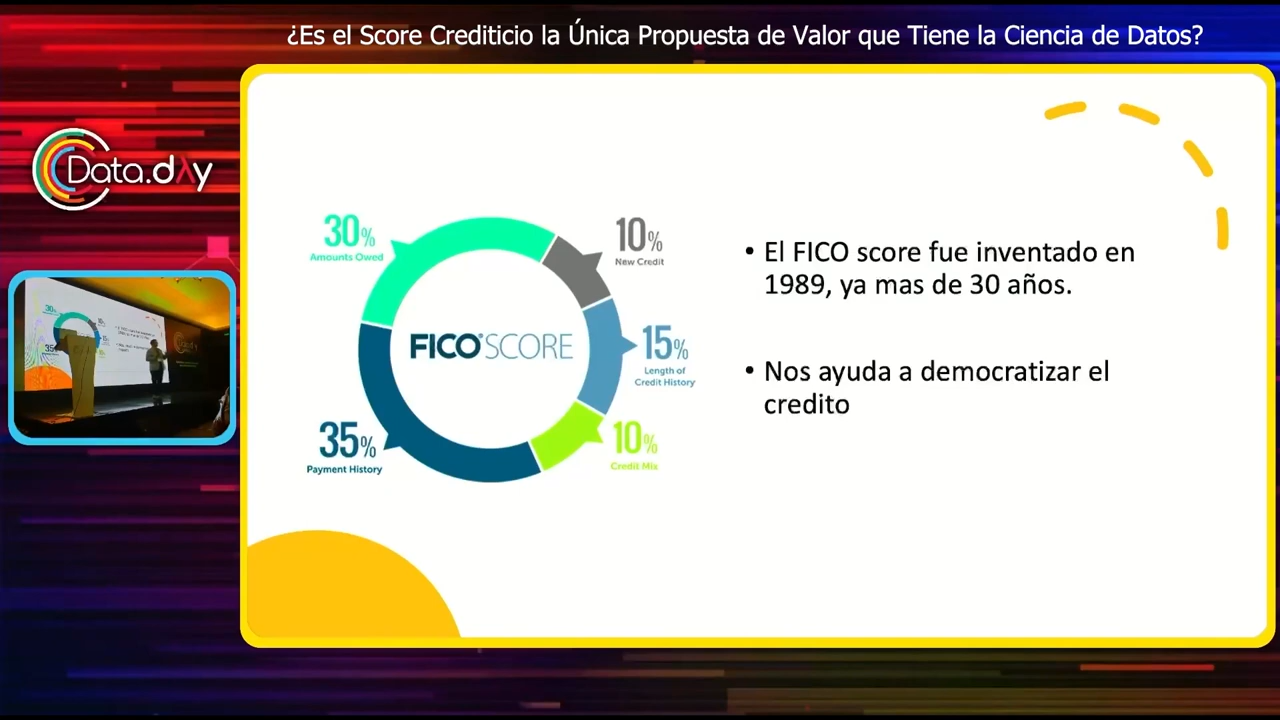 ¿Es el Score Crediticio la Única Propuesta de Valor que Tiene la Ciencia de Datos?
Data.day
30%
Amounts Owed
10%
New Credit
FICO® SCORE
15%
Length of
Credit History
35%
Payment History
10%
Credit Mix
• El FICO score fue inventado en
1989, ya mas de 30 años.
• Nos ayuda a democratizar el
credito